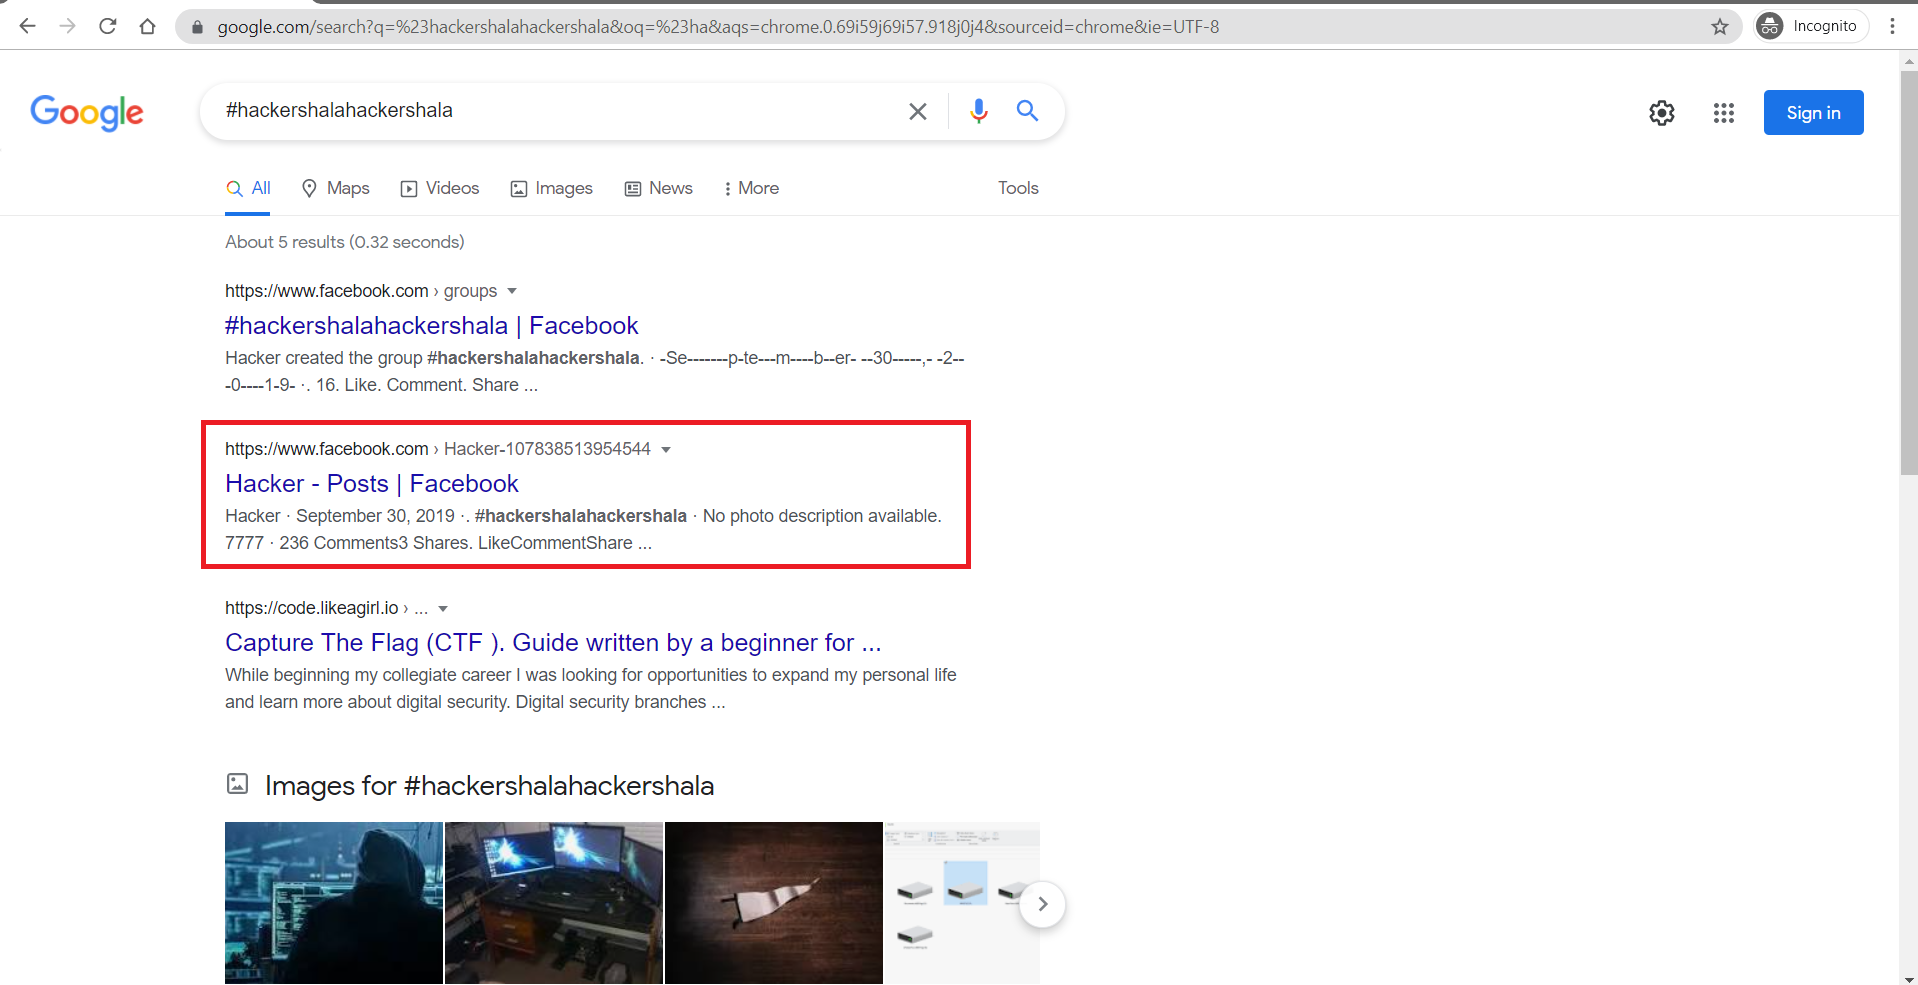 google.com/search?q=%23hackershalahackershala&oq=%23ha&aqs=chrome.0.69i59j69i57.918j0j4&sourceid=chrome&ie=UTF-8
Incognito
Google
#hackershalahackershala
Sign in
All
Maps
Videos
Images
News
More
Tools
About 5 results (0.32 seconds)
https://www.facebook.com › groups
#hackershalahackershala | Facebook
Hacker created the group #hackershalahackershala. · -Se-------p-te---m----b--er- --30-----,- -2--
-0----1-9- ·. 16. Like. Comment. Share ...
https://www.facebook.com › Hacker-107838513954544
Hacker - Posts | Facebook
Hacker · September 30, 2019 ·. #hackershalahackershala · No photo description available.
7777 · 236 Comments3 Shares. LikeCommentShare ...
https://code.likeagirl.io › ...
Capture The Flag (CTF ). Guide written by a beginner for ...
While beginning my collegiate career I was looking for opportunities to expand my personal life
and learn more about digital security. Digital security branches ...
Images for #hackershalahackershala